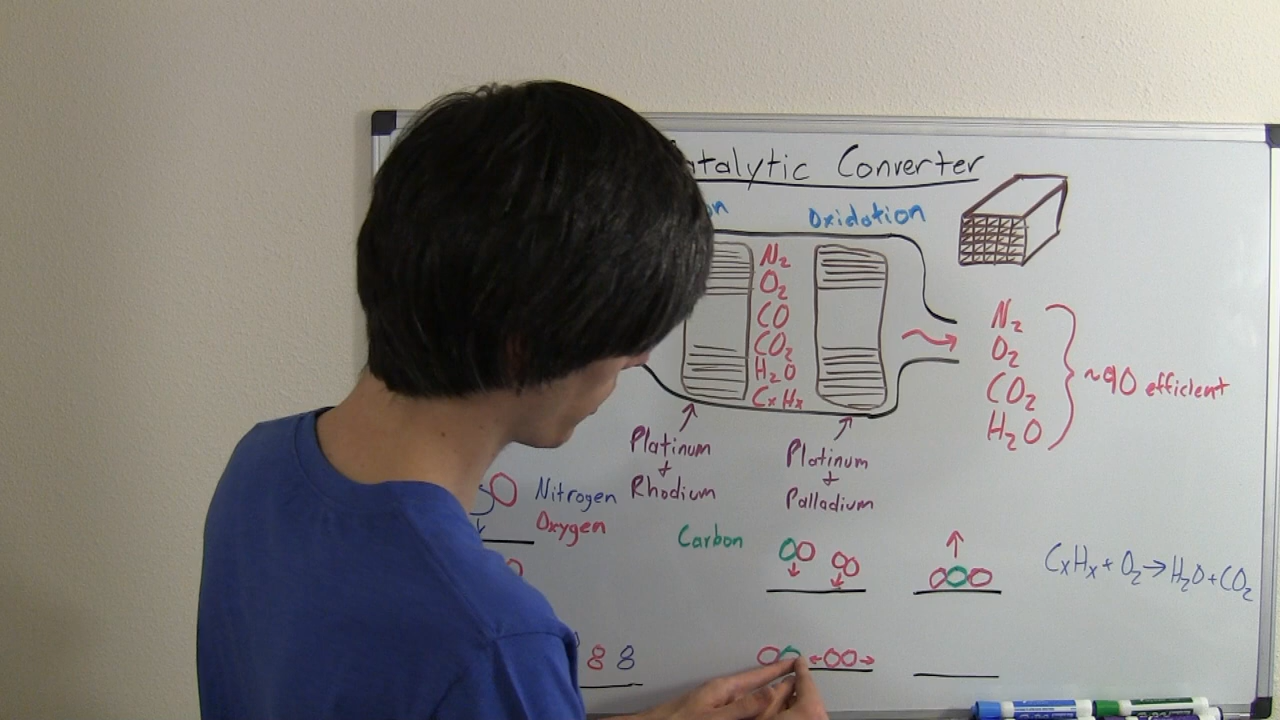 Catalytic Converter
Oxidation
N₂
O₂
CO
CO₂
H₂O
CxHx
N₂
O₂
CO₂
H₂O
~90 efficient
Platinum
+
Rhodium
Platinum
+
Palladium
Nitrogen
Oxygen
Carbon
CxHx + O₂ → H₂O + CO₂